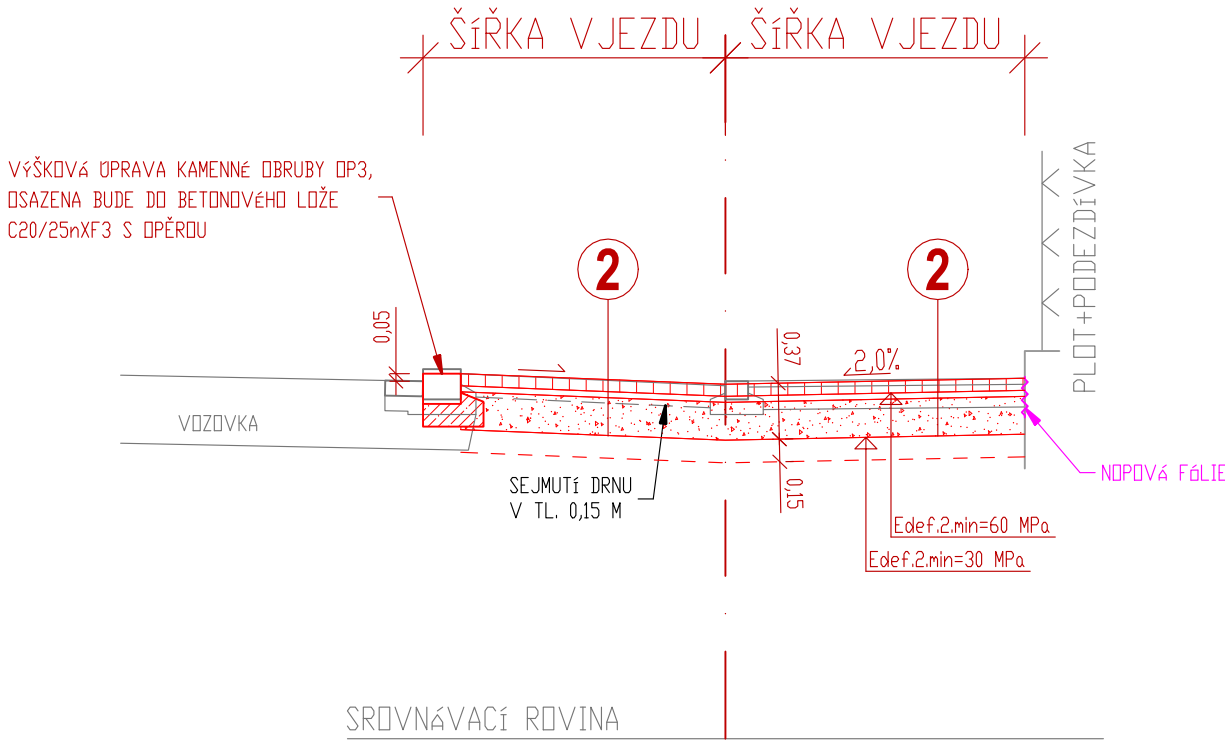 ŠÍŘKA VJEZDU ŠÍŘKA VJEZDU
VÝŠKOVÁ ÚPRAVA KAMENNÉ OBRUBY OP3,
OSAZENA BUDE DO BETONOVÉHO LOŽE
C20/25nXF3 S OPĚROU
PLOT+PODEZDÍVKA
2
2
0,05
0,37
2,0%
VOZOVKA
SEJMUTÍ DRNU
V TL. 0,15 M
0,15
NOPOVÁ FÓLIE
Edef.2.min=60 MPa
Edef.2.min=30 MPa
SROVNÁVACÍ ROVINA